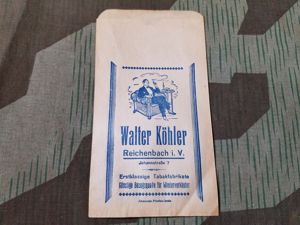 Walter Köhler
Reichenbach i. V.
Johannstraße 7
Erstklassige Tabakfabrikate
Günstige Bezugsquelle für Wiederverkäufer